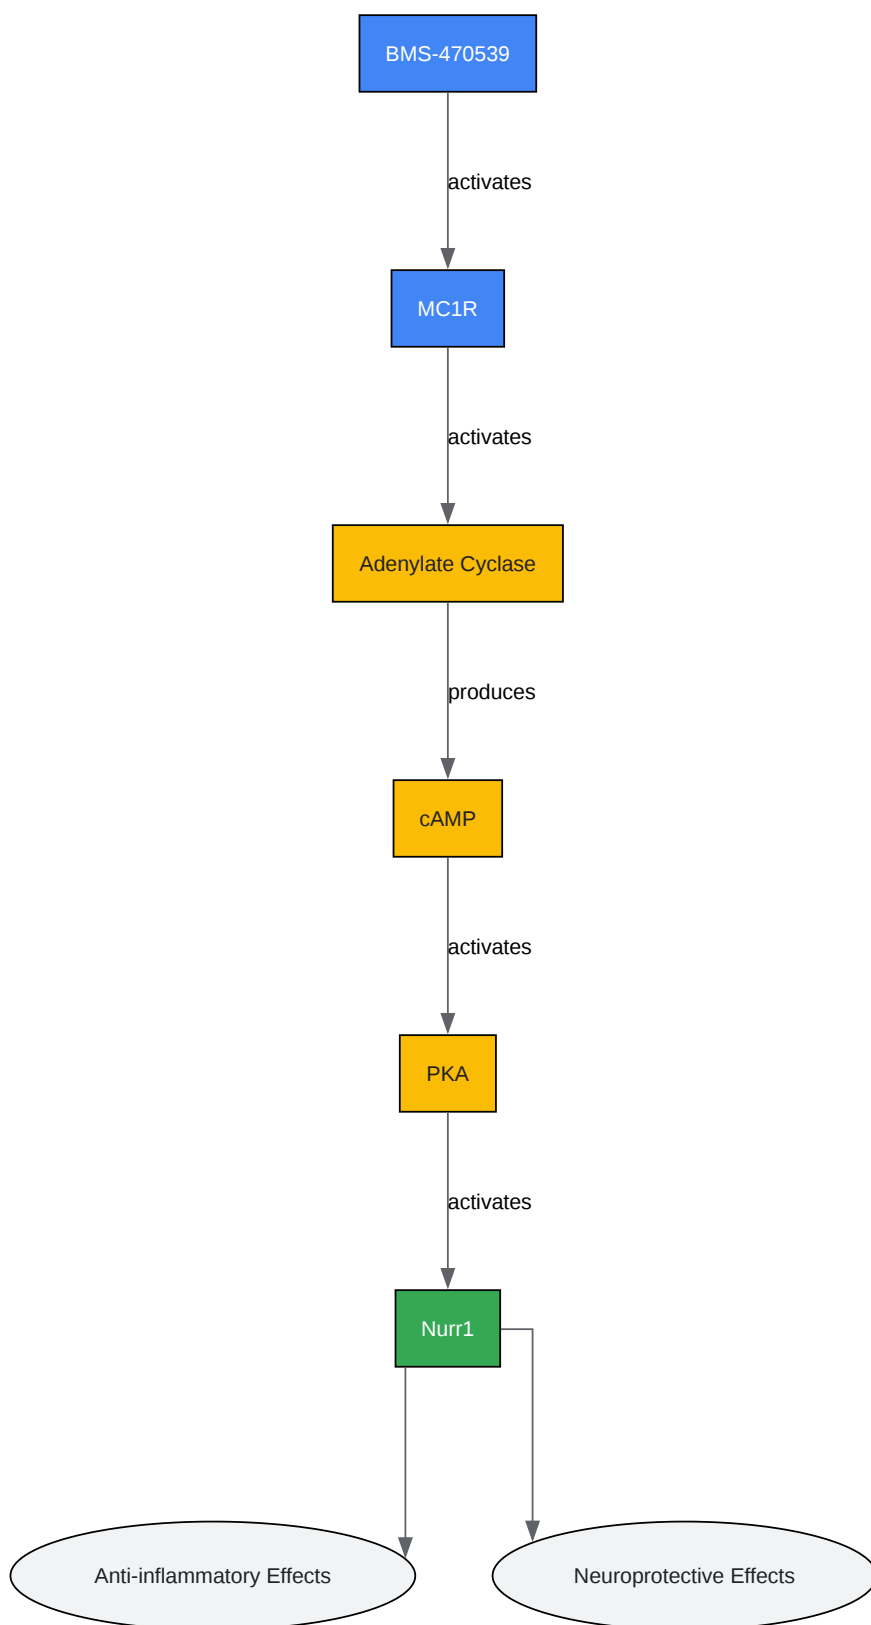 BMS-470539
activates
MC1R
activates
Adenylate Cyclase
produces
cAMP
activates
PKA
activates
Nurr1
Anti-inflammatory Effects
Neuroprotective Effects